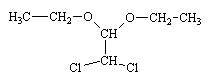 H₃C—CH₂ O O CH₂—CH₃
CH
CH
Cl Cl